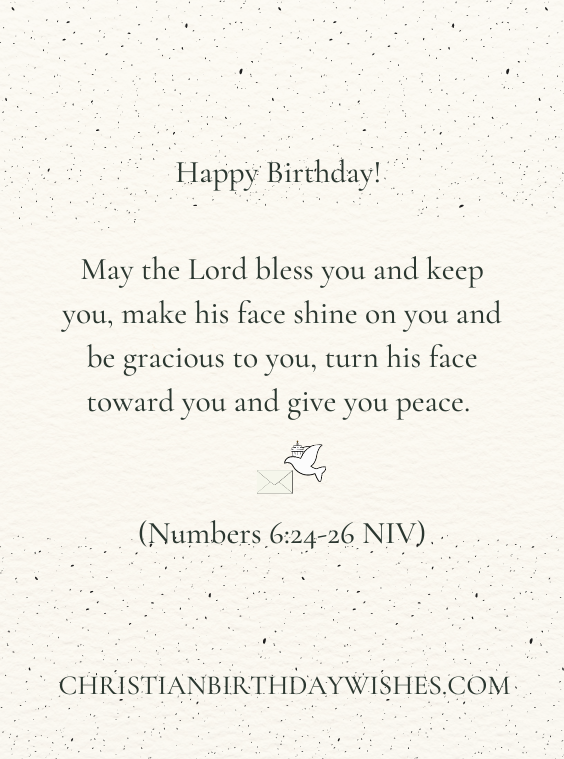 Happy Birthday!
May the Lord bless you and keep
you, make his face shine on you and
be gracious to you, turn his face
toward you and give you peace.
(Numbers 6:24-26 NIV)
CHRISTIANBIRTHDAYWISHES.COM